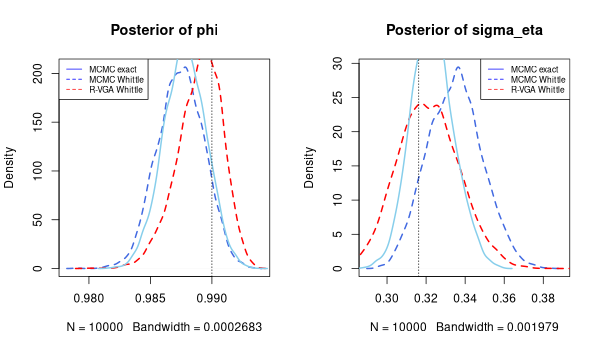 Posterior of phi
Density
0 50 100 150 200
MCMC exact
MCMC Whittle
R-VGA Whittle
0.980 0.985 0.990
N = 10000 Bandwidth = 0.0002683
Posterior of sigma_eta
Density
0 5 10 15 20 25 30
MCMC exact
MCMC Whittle
R-VGA Whittle
0.30 0.32 0.34 0.36 0.38
N = 10000 Bandwidth = 0.001979